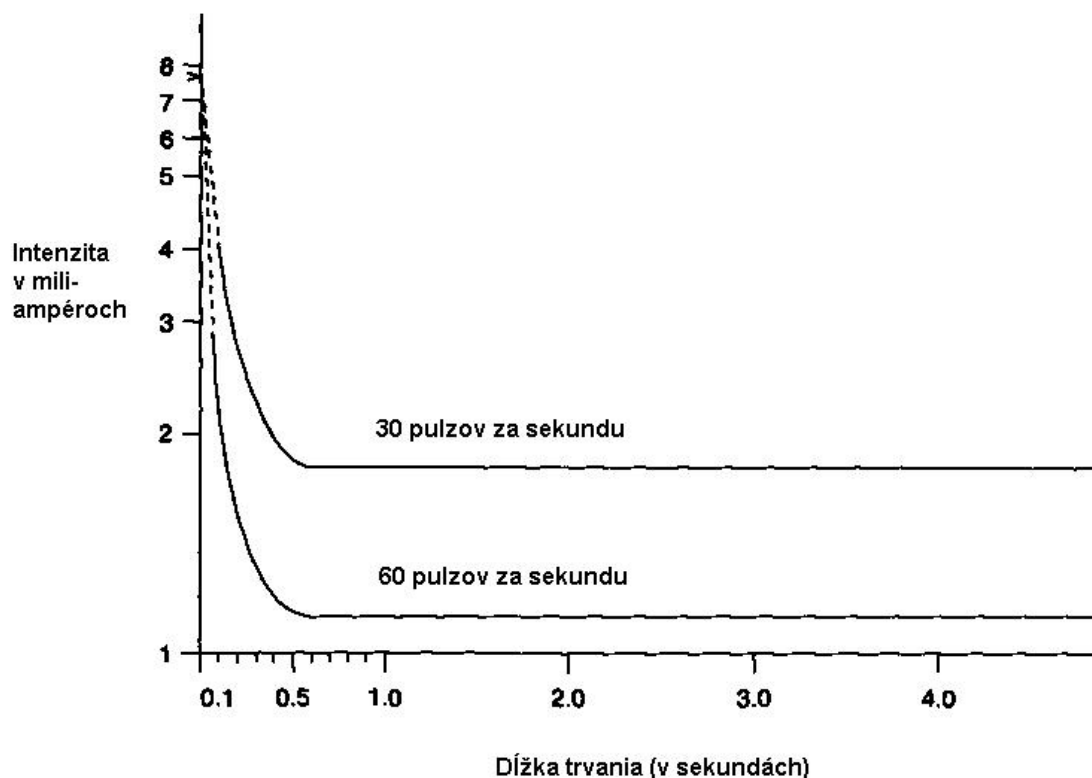 8
7
6
5
4
3
2
1
Intenzita
v mili-
ampéroch
30 pulzov za sekundu
60 pulzov za sekundu
0.1 0.5 1.0 2.0 3.0 4.0
Dĺžka trvania (v sekundách)